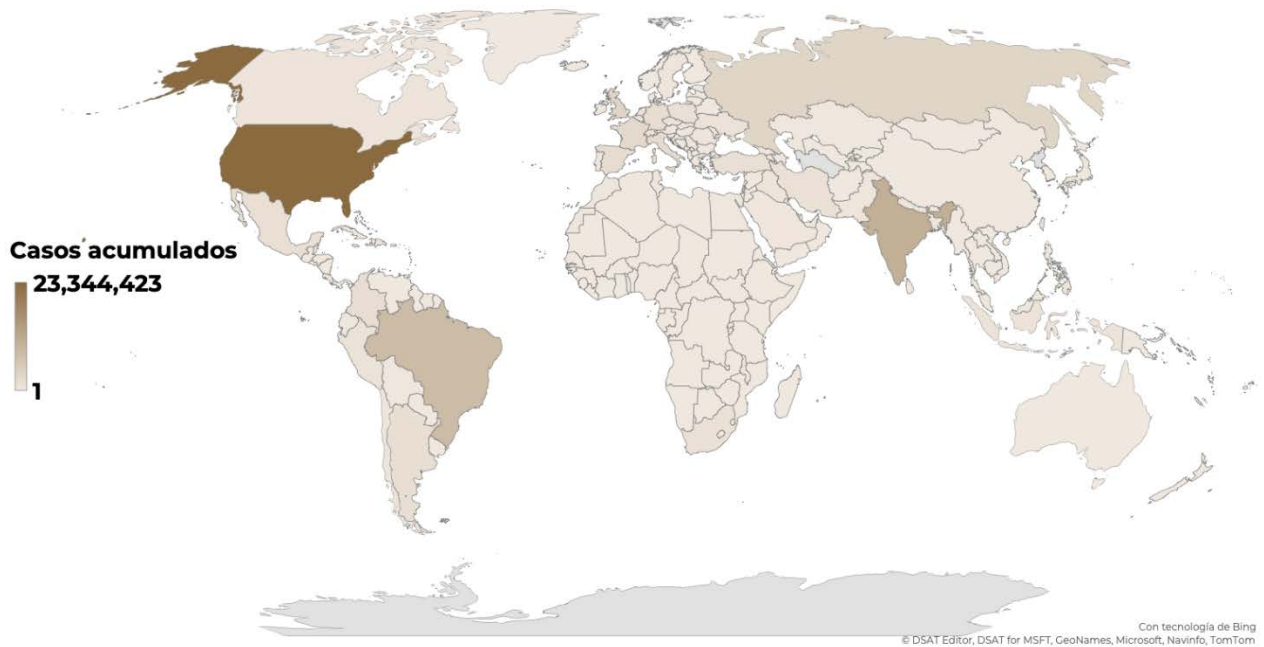 Casos acumulados
23,344,423
1
Con tecnología de Bing
© DSAT Editor, DSAT for MSFT, GeoNames, Microsoft, Navinfo, TomTom